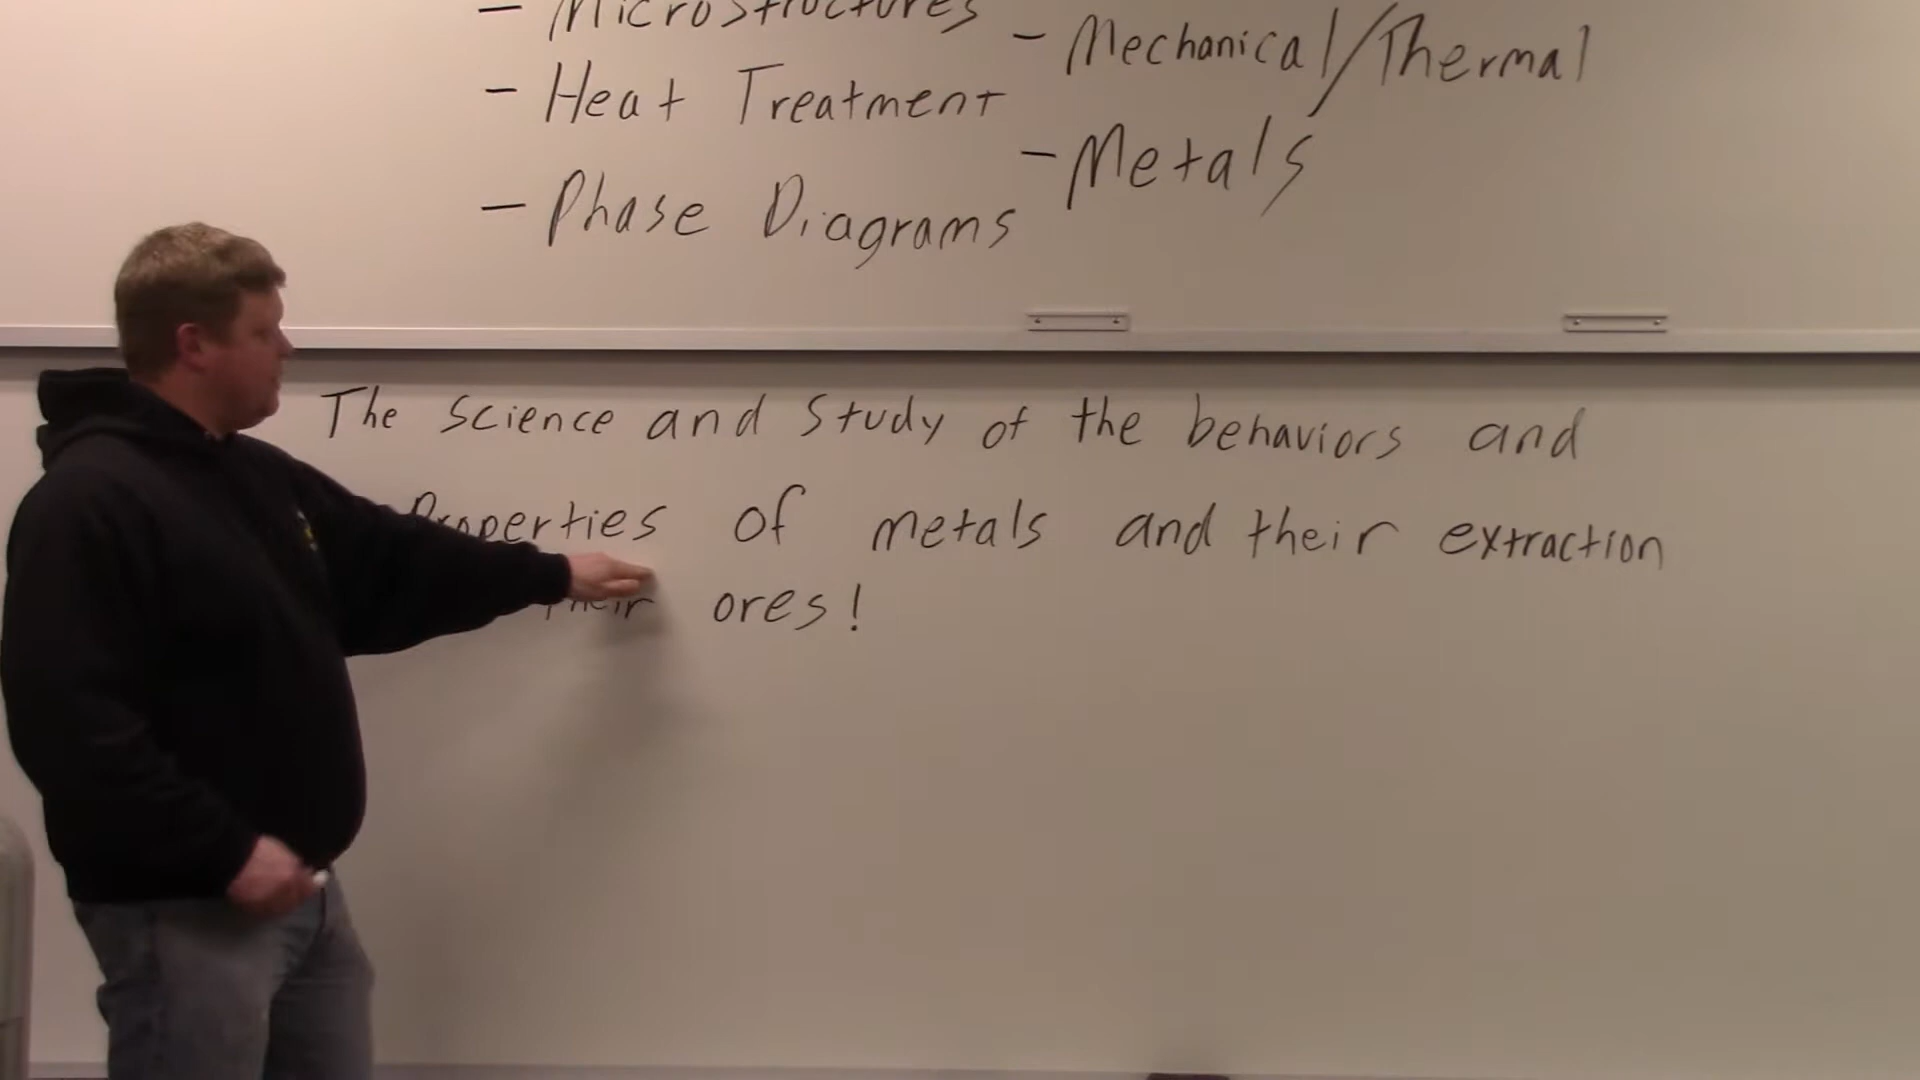 - Microstructures
- Heat Treatment
- Phase Diagrams
- Mechanical/Thermal
- Metals
The science and study of the behaviors and
Properties of metals and their extraction
their ores!